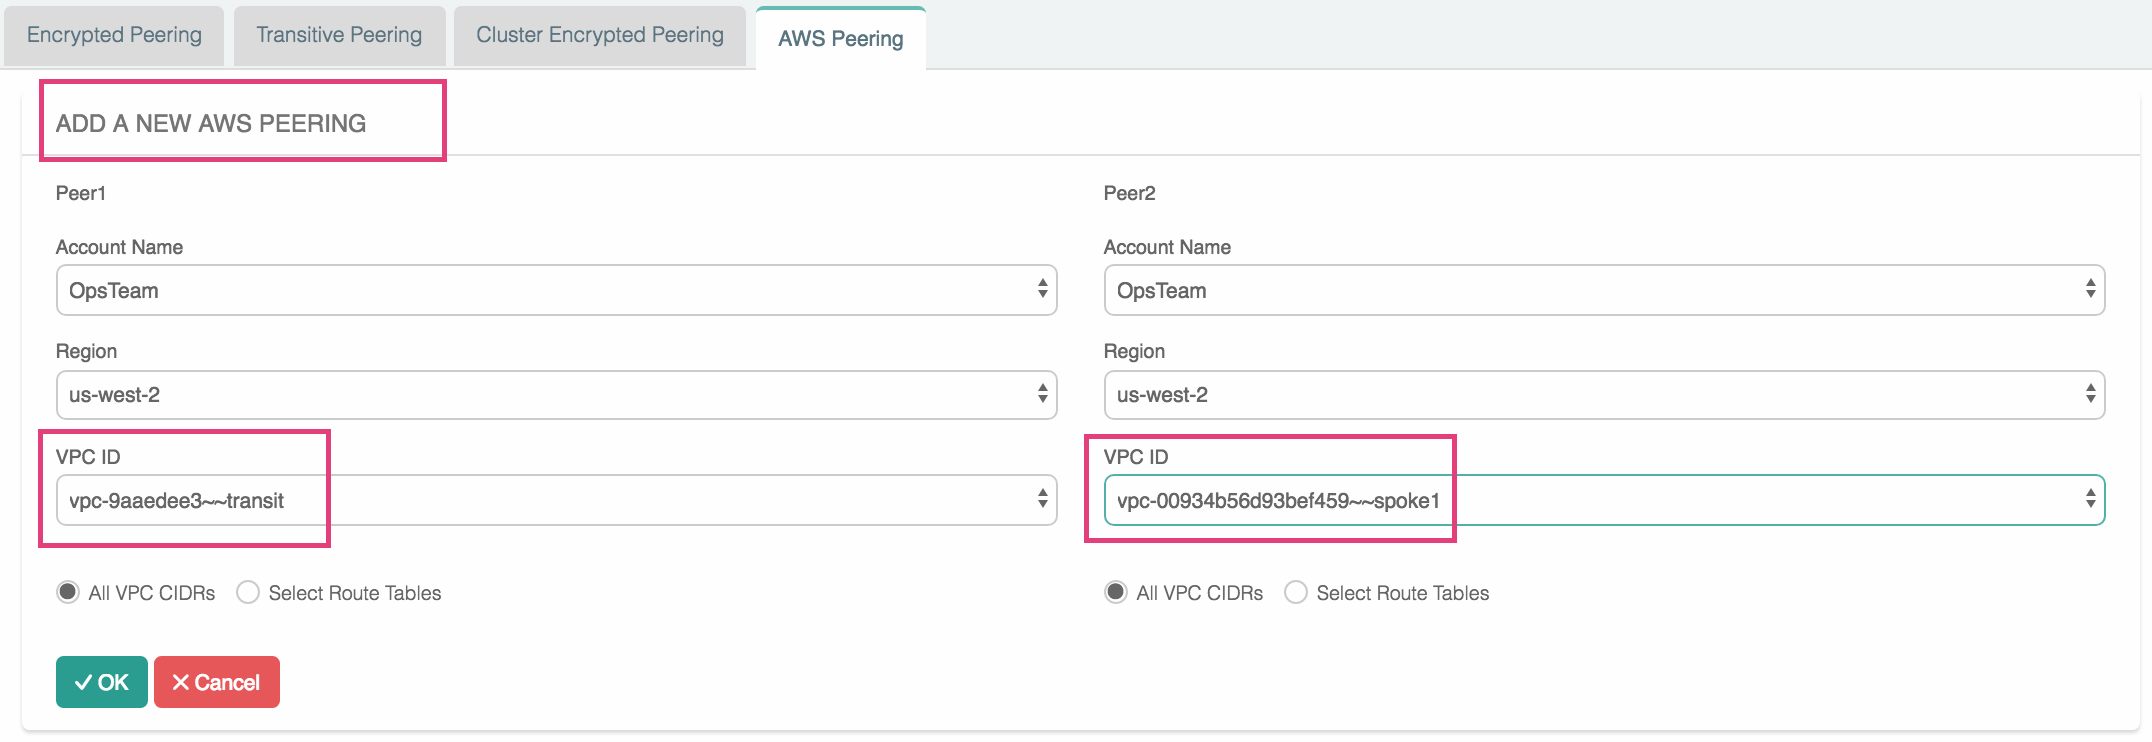 Encrypted Peering
Transitive Peering
Cluster Encrypted Peering
AWS Peering
ADD A NEW AWS PEERING
Peer1
Account Name
OpsTeam
Region
us-west-2
VPC ID
vpc-9aaedee3~~transit
All VPC CIDRs
Select Route Tables
Peer2
Account Name
OpsTeam
Region
us-west-2
VPC ID
vpc-00934b56d93bef459~~spoke1
All VPC CIDRs
Select Route Tables
OK
Cancel